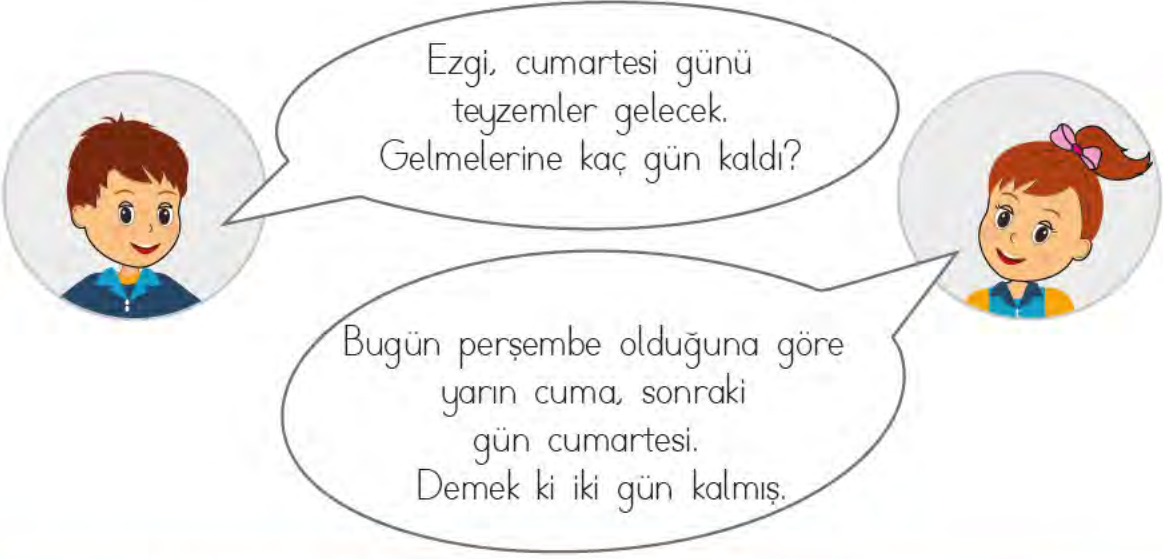 Ezgi, cumartesi günü
teyzemler gelecek.
Gelmelerine kaç gün kaldı?
Bugün perşembe olduğuna göre
yarın cuma, sonraki
gün cumartesi.
Demek ki iki gün kalmış.